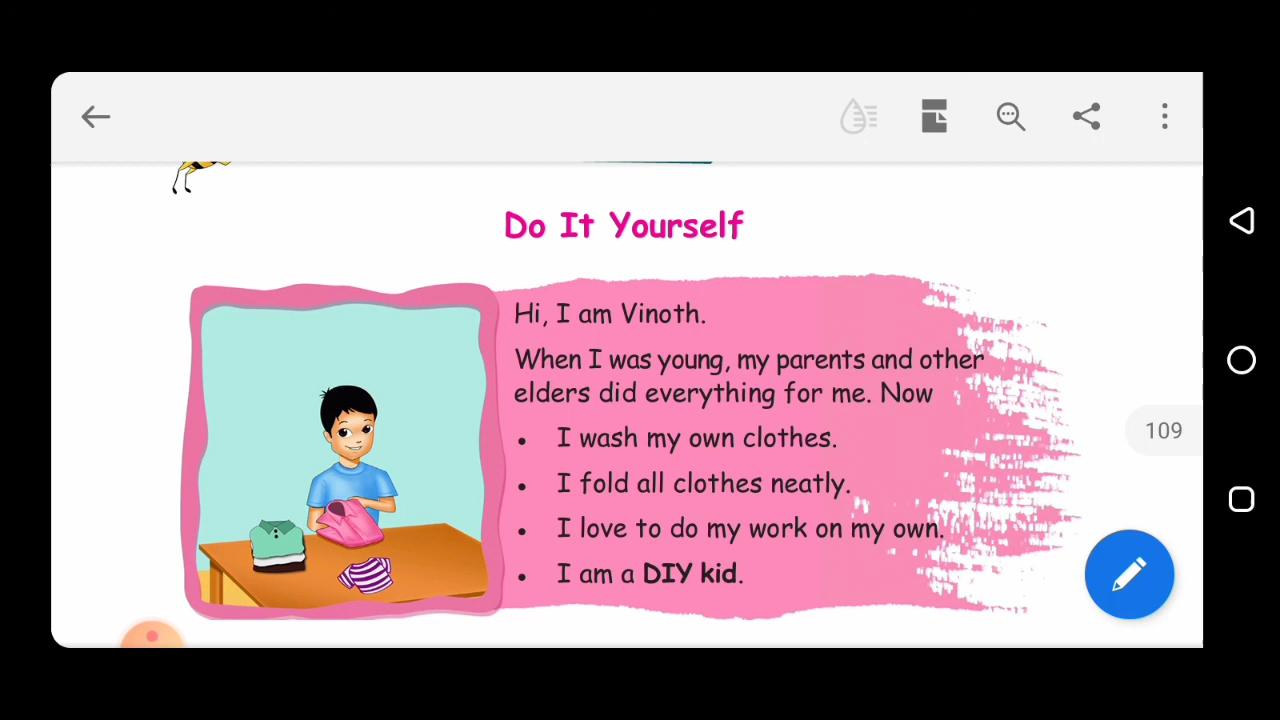 Do It Yourself
Hi, I am Vinoth.
When I was young, my parents and other
elders did everything for me. Now
• I wash my own clothes.
• I fold all clothes neatly.
• I love to do my work on my own.
• I am a DIY kid.
109